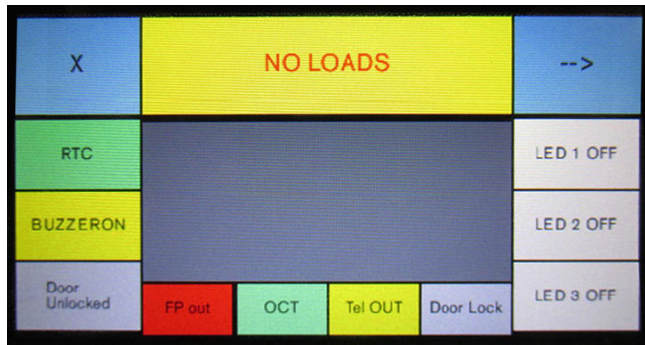 X
NO LOADS
-->
RTC
LED 1 OFF
BUZZERON
LED 2 OFF
Door
Unlocked
FP out
OCT
Tel OUT
Door Lock
LED 3 OFF